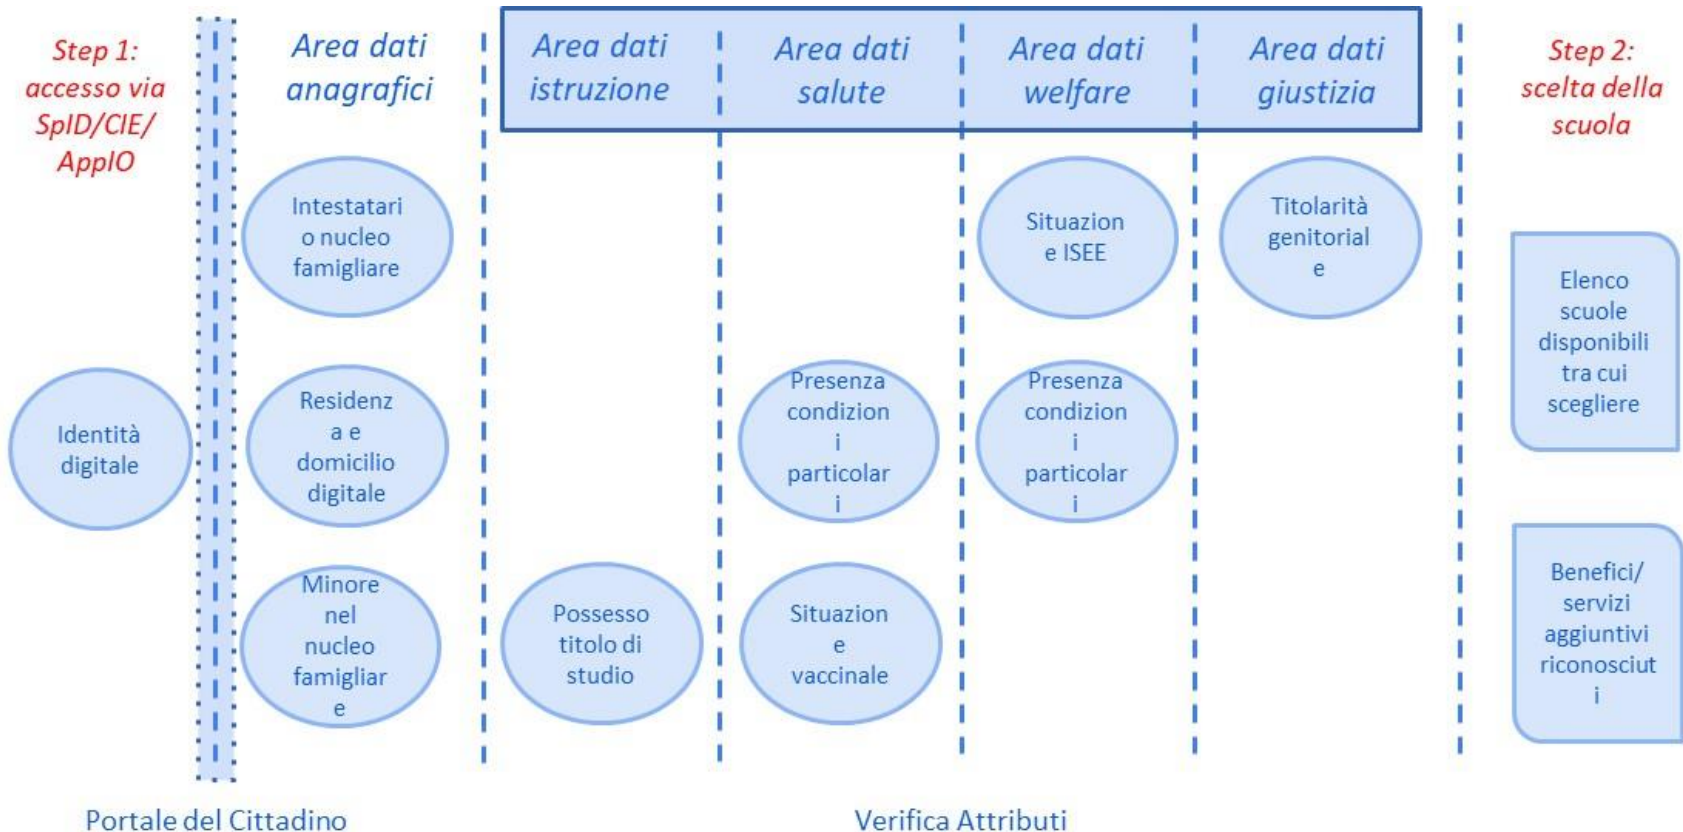 Step 1:
accesso via
SpID/CIE/
AppIO
Area dati
anagrafici
Area dati
istruzione
Area dati
salute
Area dati
welfare
Area dati
giustizia
Step 2:
scelta della
scuola
Intestatari
o nucleo
famigliare
Situazion
e ISEE
Titolarità
genitorial
e
Elenco
scuole
disponibili
tra cui
scegliere
Identità
digitale
Residenz
a e
domicilio
digitale
Presenza
condizion
i
particolar
i
Presenza
condizion
i
particolar
i
Minore
nel
nucleo
famigliar
e
Possesso
titolo di
studio
Situazion
e
vaccinale
Benefici/
servizi
aggiuntivi
riconosciut
i
Portale del Cittadino
Verifica Attributi